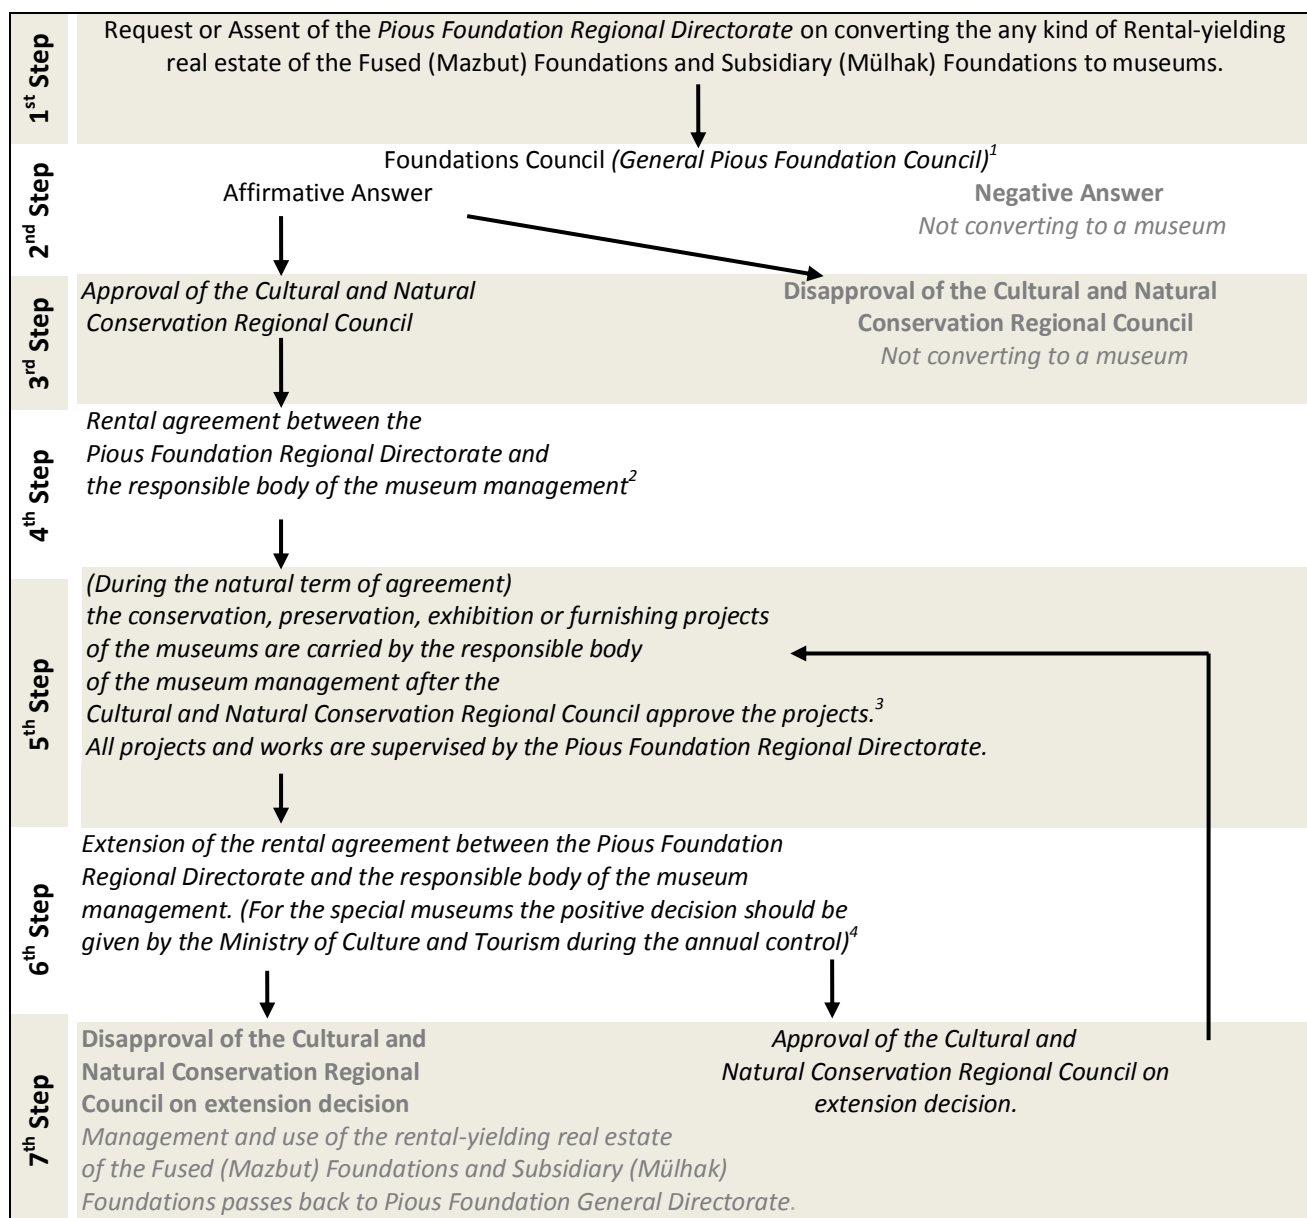 1st Step
Request or Assent of the Pious Foundation Regional Directorate on converting the any kind of Rental-yielding
real estate of the Fused (Mazbut) Foundations and Subsidiary (Mülhak) Foundations to museums.
2nd Step
Foundations Council (General Pious Foundation Council)1
Affirmative Answer
Negative Answer
Not converting to a museum
3rd Step
Approval of the Cultural and Natural
Conservation Regional Council
Disapproval of the Cultural and Natural
Conservation Regional Council
Not converting to a museum
4th Step
Rental agreement between the
Pious Foundation Regional Directorate and
the responsible body of the museum management2
5th Step
(During the natural term of agreement)
the conservation, preservation, exhibition or furnishing projects
of the museums are carried by the responsible body
of the museum management after the
Cultural and Natural Conservation Regional Council approve the projects.3
All projects and works are supervised by the Pious Foundation Regional Directorate.
6th Step
Extension of the rental agreement between the Pious Foundation
Regional Directorate and the responsible body of the museum
management. (For the special museums the positive decision should be
given by the Ministry of Culture and Tourism during the annual control)4
7th Step
Disapproval of the Cultural and
Natural Conservation Regional
Council on extension decision
Management and use of the rental-yielding real estate
of the Fused (Mazbut) Foundations and Subsidiary (Mülhak)
Foundations passes back to Pious Foundation General Directorate.
Approval of the Cultural and
Natural Conservation Regional Council on
extension decision.